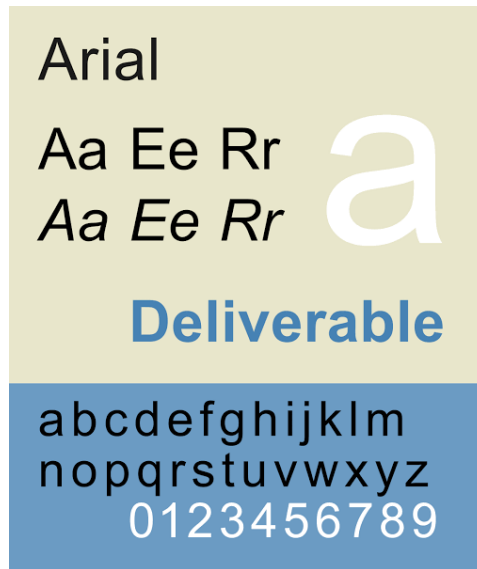 Arial
Aa Ee Rr
a
Aa Ee Rr
Deliverable
abcdefghijklm
nopqrstuvwxyz
0123456789